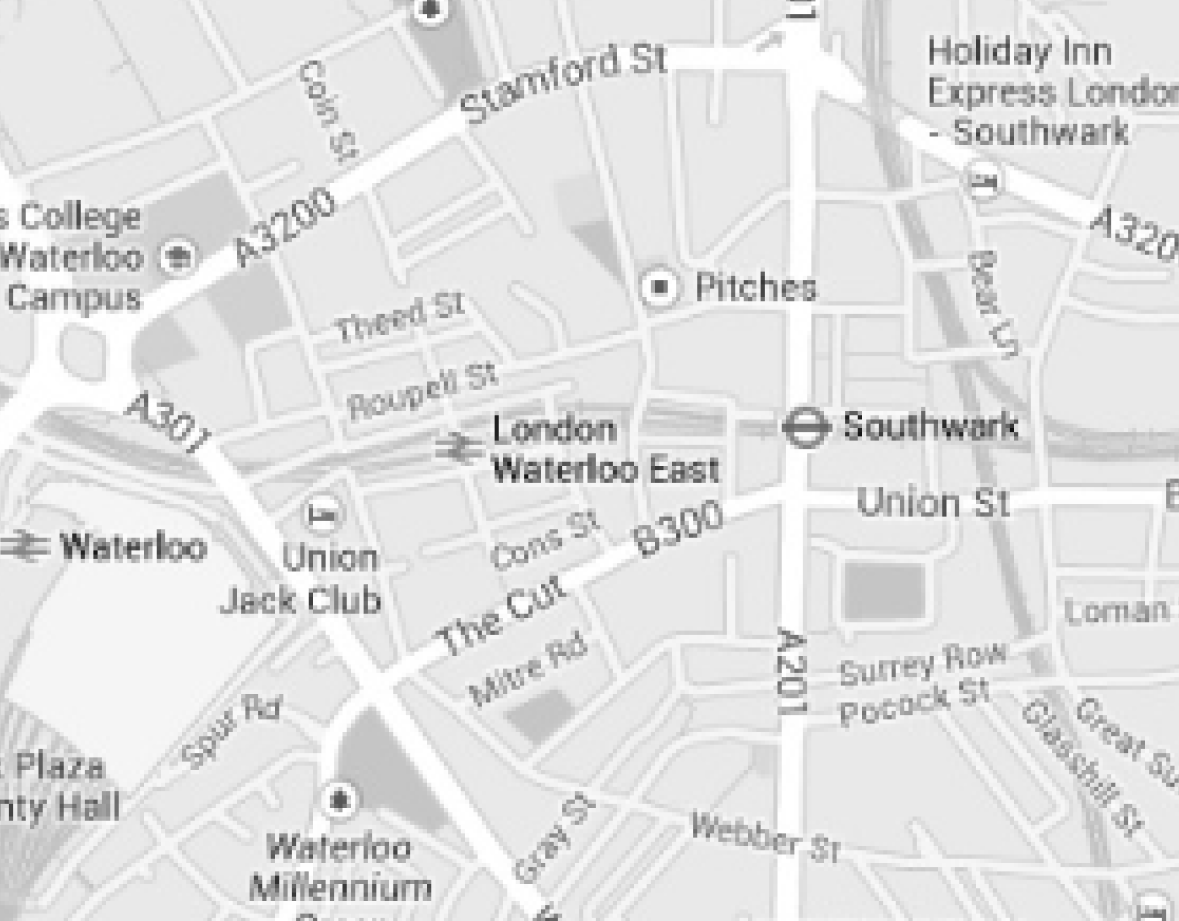 01
Holiday Inn
Express London
- Southwark
Stamford St
Coin St
A3200
s College
Waterloo
Campus
A320
Bear Ln
Pitches
Theed St
Roupell St
A301
London
Waterloo East
Southwark
Union St
B300
Cons St
Waterloo
Union
Jack Club
The Cut
Mitre Rd
Loman
A201
Surrey Row
Pocock St
Spur Rd
Glasshill St
Great Su
Plaza
nty Hall
Gray St
Webber St
Waterloo
Millennium